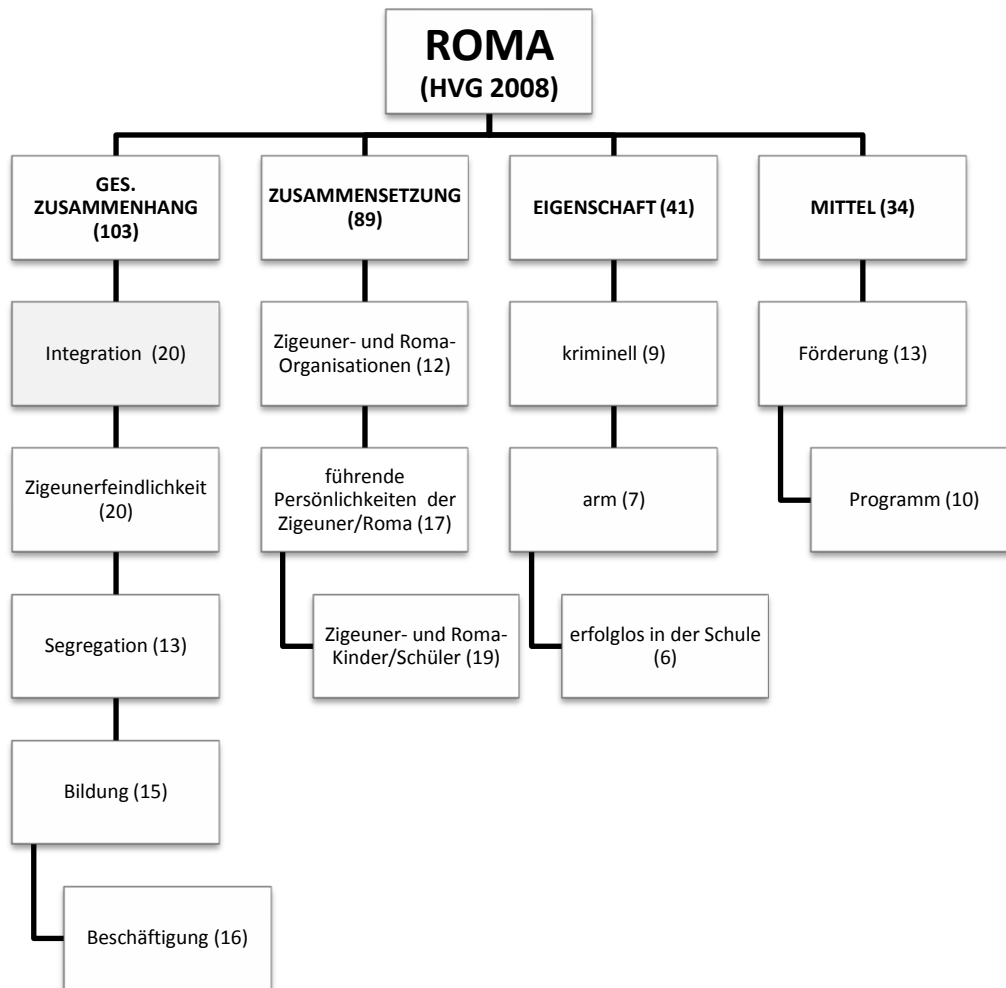 ROMA
(HVG 2008)
GES.
ZUSAMMENHANG
(103)
ZUSAMMENSETZUNG
(89)
EIGENSCHAFT (41)
MITTEL (34)
Integration (20)
Zigeuner- und Roma-
Organisationen (12)
kriminell (9)
Förderung (13)
Zigeunerfeindlichkeit
(20)
führende
Persönlichkeiten der
Zigeuner/Roma (17)
arm (7)
Programm (10)
Segregation (13)
Zigeuner- und Roma-
Kinder/Schüler (19)
erfolglos in der Schule
(6)
Bildung (15)
Beschäftigung (16)